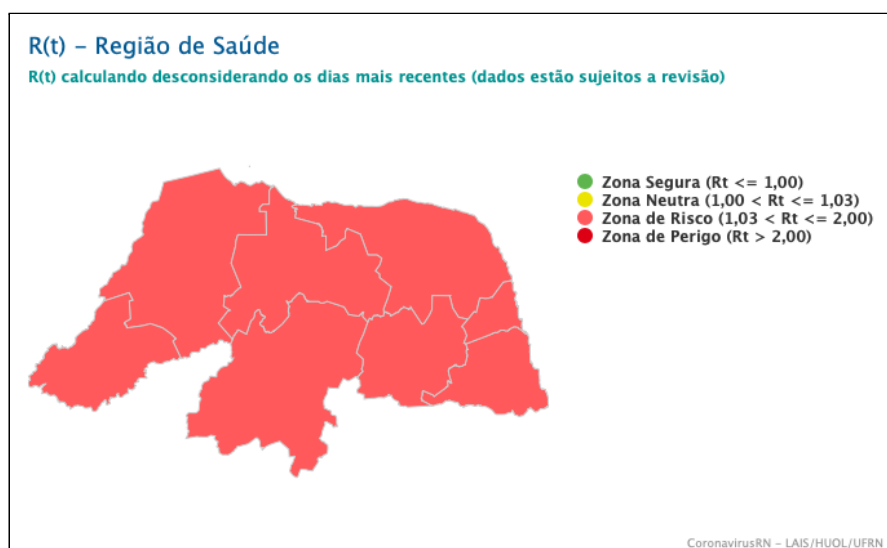 R(t) – Região de Saúde
R(t) calculando desconsiderando os dias mais recentes (dados estão sujeitos a revisão)
Zona Segura (Rt <= 1,00)
Zona Neutra (1,00 < Rt <= 1,03)
Zona de Risco (1,03 < Rt <= 2,00)
Zona de Perigo (Rt > 2,00)
CoronavirusRN – LAIS/HUOL/UFRN